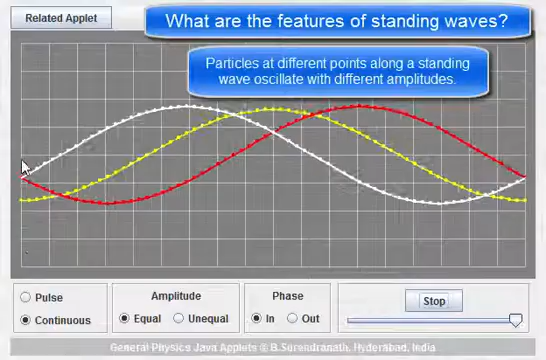 Related Applet
What are the features of standing waves?
Particles at different points along a standing
wave oscillate with different amplitudes.
Pulse
Continuous
Amplitude
Equal Unequal
Phase
In Out
Stop
General Physics Java Applets @ B.Surendranath, Hyderabad, India